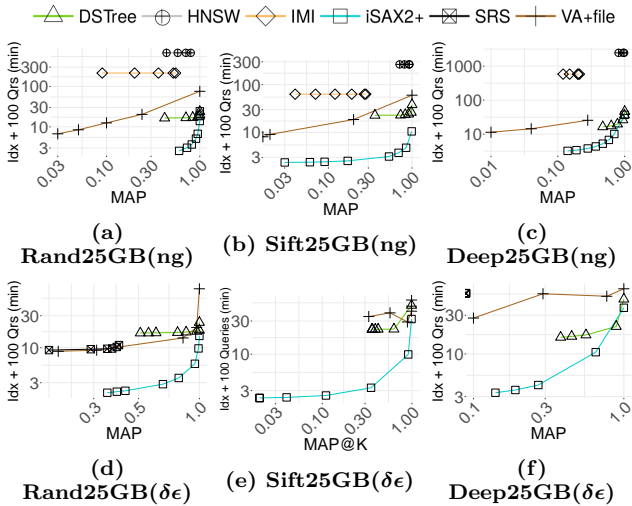 DSTree HNSW IMI iSAX2+ SRS VA+file
Idx + 100 Qrs (min)
300
100
30
10
3
0.03 0.10 0.30 1.00
MAP
(a)
Rand25GB(ng)
Idx + 100 Qrs (min)
300
100
30
10
3
0.03 0.10 0.30 1.00
MAP
(b) Sift25GB(ng)
Idx + 100 Qrs (min)
1000
100
10
0.01 0.10 1.00
MAP
(c)
Deep25GB(ng)
Idx + 100 Qrs (min)
30
10
3
0.3 0.5 1.0
MAP
(d)
Rand25GB(δϵ)
Idx + 100 Queries (min)
30
10
3
0.03 0.10 0.30 1.00
MAP@K
(e) Sift25GB(δϵ)
Idx + 100 Qrs (min)
30
10
3
0.1 0.3 1.0
MAP
(f)
Deep25GB(δϵ)